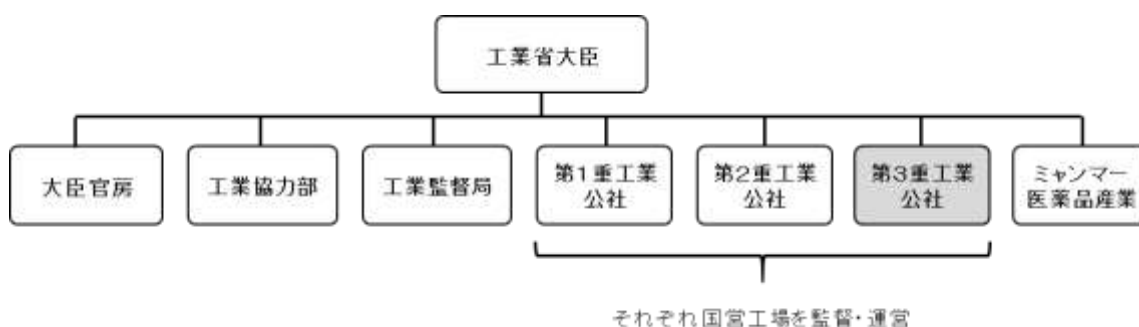 工業省大臣
大臣官房
工業協力部
工業監督局
第1重工業
公社
第2重工業
公社
第3重工業
公社
ミャンマー
医薬品産業
それぞれ国営工場を監督・運営